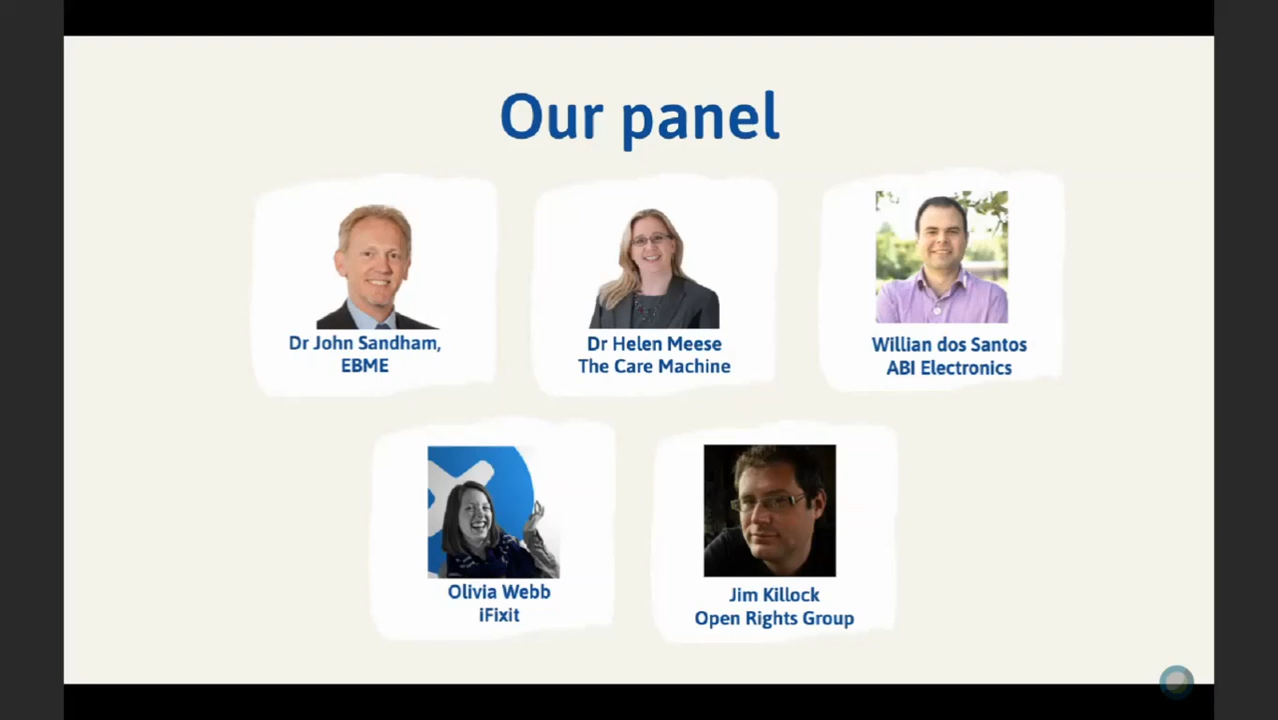 Our panel
Dr John Sandham,
EBME
Dr Helen Meese
The Care Machine
Willian dos Santos
ABI Electronics
Olivia Webb
iFixit
Jim Killock
Open Rights Group